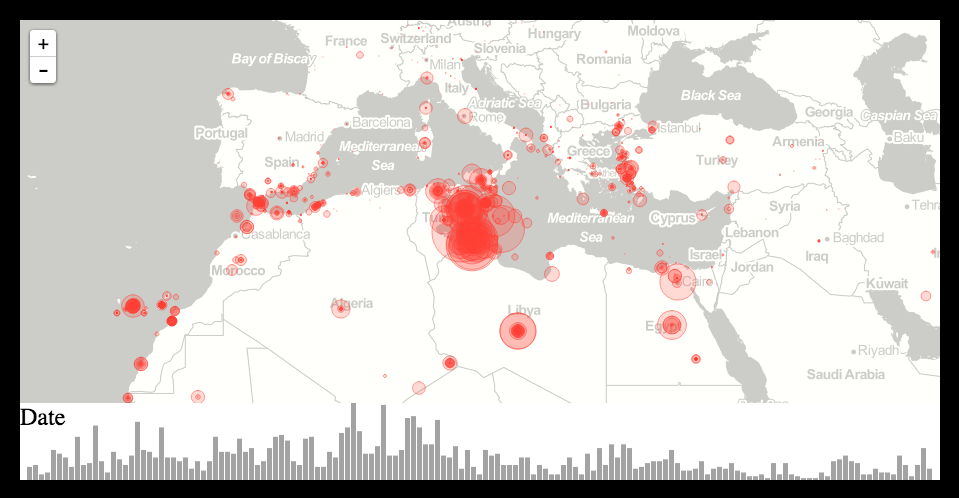 +
-
Austria
Moldova
Hungary
France
Switzerland
Slovenia
Bay of Biscay
Romania
Milan
Italy
Black Sea
Adriatic Sea
Bulgaria
Georgia
Caspian Sea
Rome
Barcelona
Istanbul
Portugal
Madrid
Baku
Armenia
Mediterranean
Sea
Greece
Spain
Turkey
Algiers
Syria
Tehr
Mediterranean
Sea
Cyprus
Casablanca
Lebanon
Baghdad
Israel
Iraq
Jordan
Morocco
Cairo
Kuwait
Algeria
Libya
Egypt
Riyadh
Saudi Arabia
Date